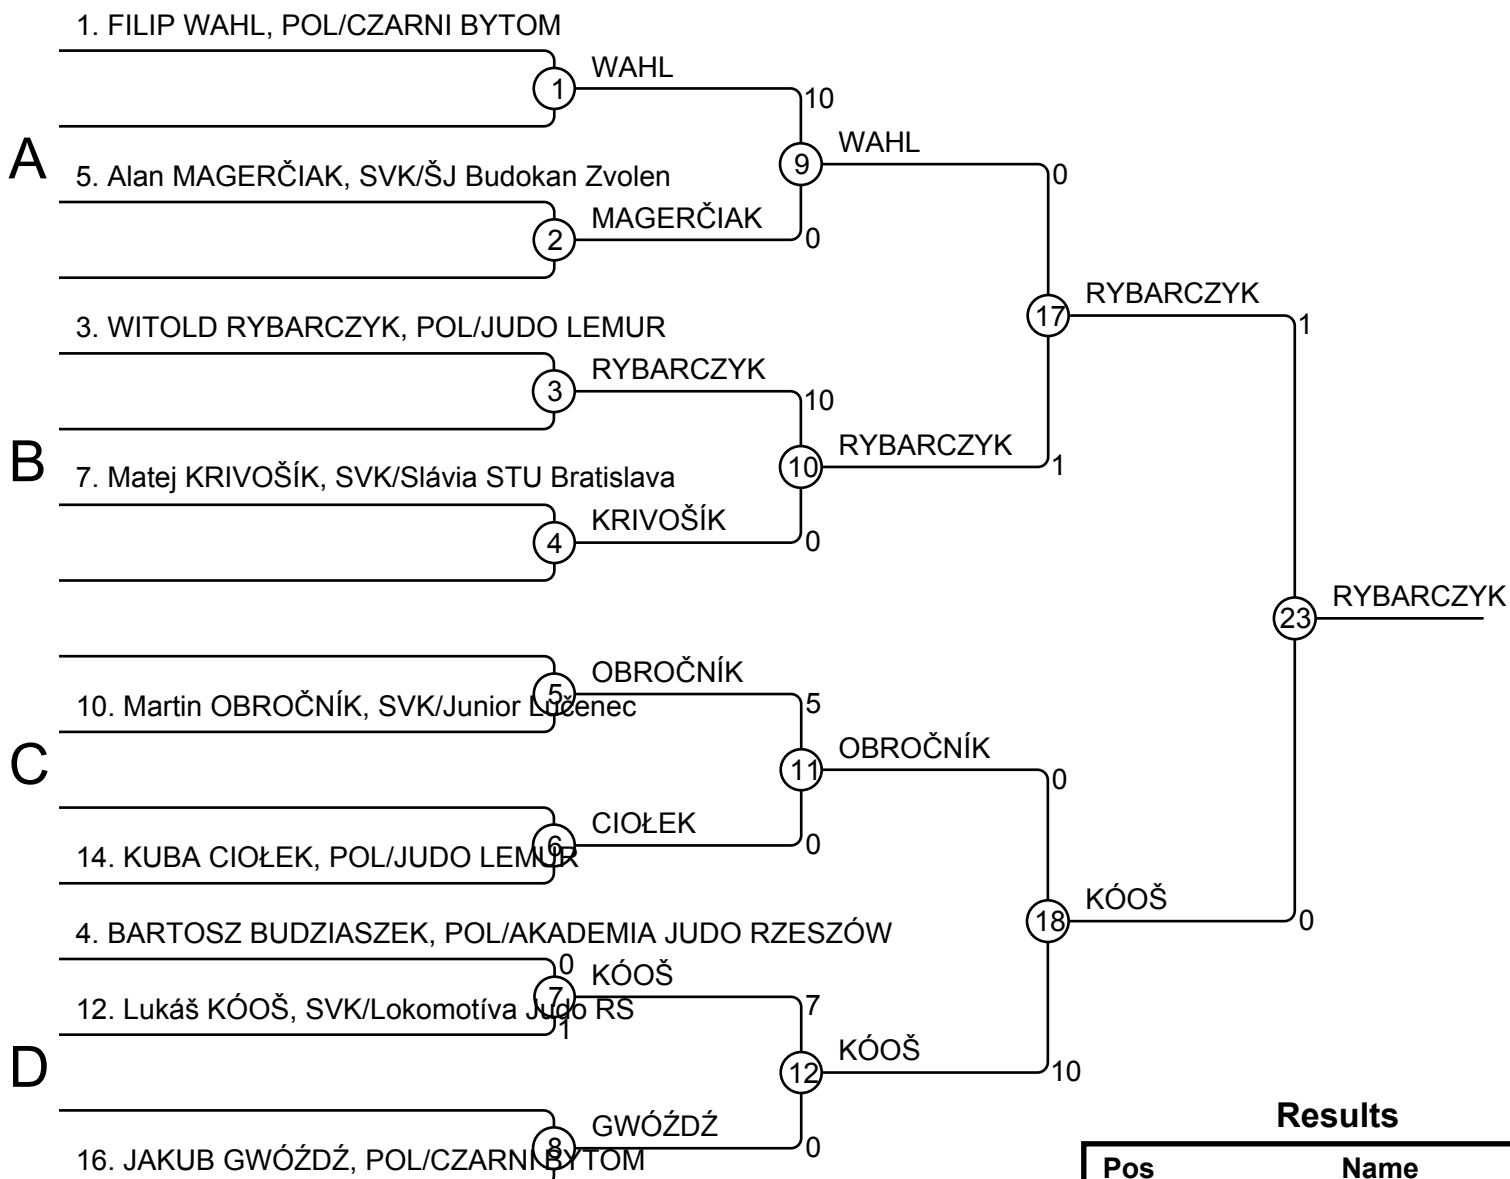 1. FILIP WAHL, POL/CZARNI BYTOM
1
WAHL
10
A
5. Alan MAGERČIAK, SVK/ŠJ Budokan Zvolen
9
WAHL
0
2
MAGERČIAK
0
3. WITOLD RYBARCZYK, POL/JUDO LEMUR
17
RYBARCZYK
1
3
RYBARCZYK
10
B
7. Matej KRIVOŠÍK, SVK/Slávia STU Bratislava
10
RYBARCZYK
1
4
KRIVOŠÍK
0
23
RYBARCZYK
5
OBROČNÍK
5
10. Martin OBROČNÍK, SVK/Junior Lučenec
C
11
OBROČNÍK
0
6
CIOŁEK
0
14. KUBA CIOŁEK, POL/JUDO LEMUR
4. BARTOSZ BUDZIASZEK, POL/AKADEMIA JUDO RZESZÓW
18
KÓOŠ
0
0
7
KÓOŠ
7
12. Lukáš KÓOŠ, SVK/Lokomotíva Judo RS
1
D
12
KÓOŠ
10
8
GWÓŹDŹ
0
16. JAKUB GWÓŹDŹ, POL/CZARNI BYTOM
Results
Pos Name